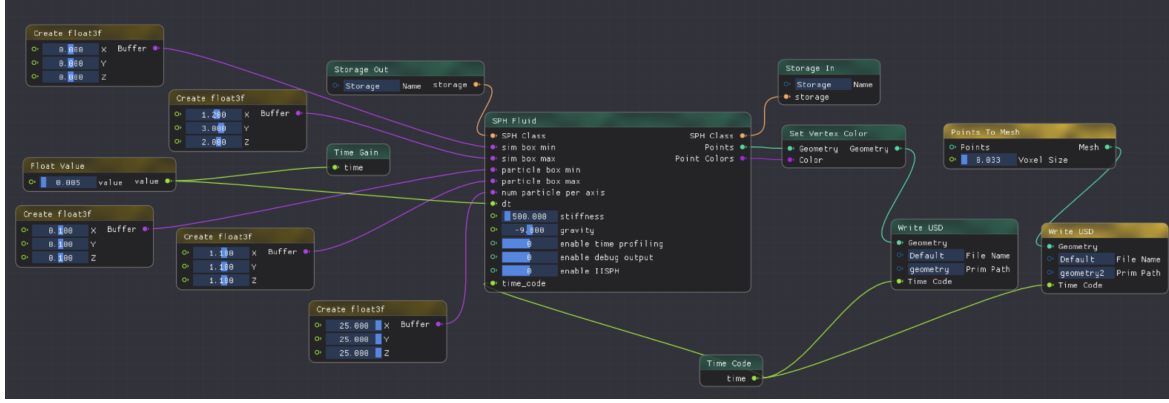 Create float3f
0.000 X Buffer
0.000 Y
0.000 Z
Create float3f
1.200 X Buffer
3.000 Y
2.000 Z
Float Value
0.005 value value
Create float3f
0.100 X Buffer
0.100 Y
0.100 Z
Create float3f
1.100 X Buffer
1.100 Y
1.100 Z
Create float3f
25.000 X Buffer
25.000 Y
25.000 Z
Storage Out
Storage Name storage
Time Gain
time
SPH Fluid
SPH Class SPH Class
sim box min Points
sim box max Point Colors
particle box min
particle box max
num particle per axis
dt
500.000 stiffness
-9.800 gravity
0 enable time profiling
0 enable debug output
0 enable IISPH
time_code
Time Code
time
Storage In
Storage Name
storage
Set Vertex Color
Geometry Geometry
Color
Points To Mesh
Points Mesh
0.033 Voxel Size
Write USD
Geometry
Default File Name
geometry Prim Path
Time Code
Write USD
Geometry
Default File Name
geometry2 Prim Path
Time Code